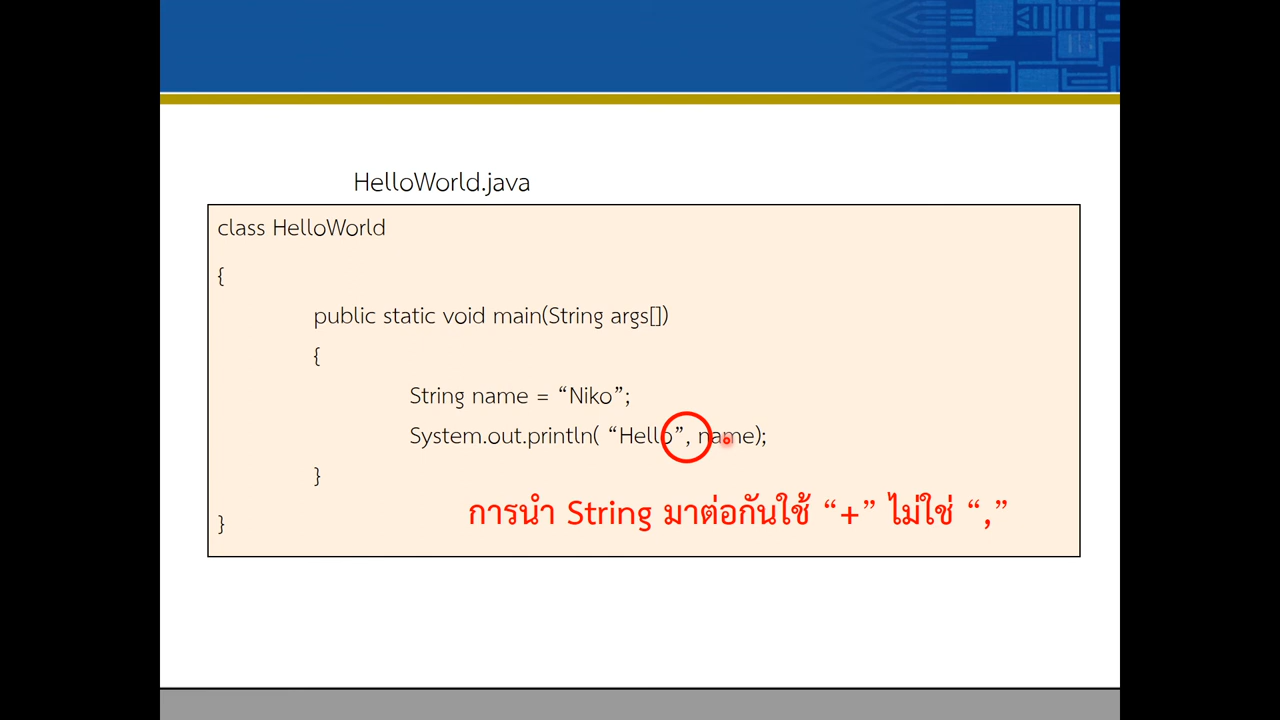 HelloWorld.java
class HelloWorld
{
public static void main(String args[])
{
String name = “Niko”;
System.out.println( “Hello”, name);
}
การนำ String มาต่อกันใช้ “+” ไม่ใช่ “,”
}